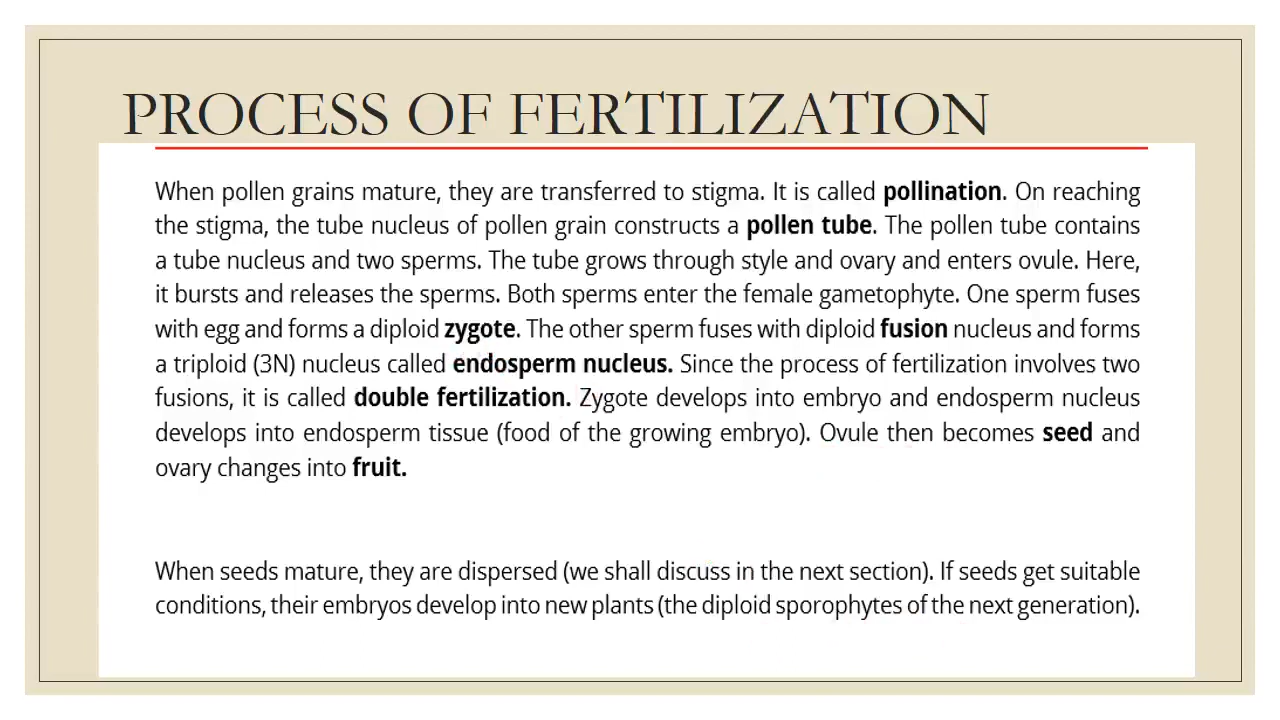 PROCESS OF FERTILIZATION
When pollen grains mature, they are transferred to stigma. It is called pollination. On reaching
the stigma, the tube nucleus of pollen grain constructs a pollen tube. The pollen tube contains
a tube nucleus and two sperms. The tube grows through style and ovary and enters ovule. Here,
it bursts and releases the sperms. Both sperms enter the female gametophyte. One sperm fuses
with egg and forms a diploid zygote. The other sperm fuses with diploid fusion nucleus and forms
a triploid (3N) nucleus called endosperm nucleus. Since the process of fertilization involves two
fusions, it is called double fertilization. Zygote develops into embryo and endosperm nucleus
develops into endosperm tissue (food of the growing embryo). Ovule then becomes seed and
ovary changes into fruit.
When seeds mature, they are dispersed (we shall discuss in the next section). If seeds get suitable
conditions, their embryos develop into new plants (the diploid sporophytes of the next generation).